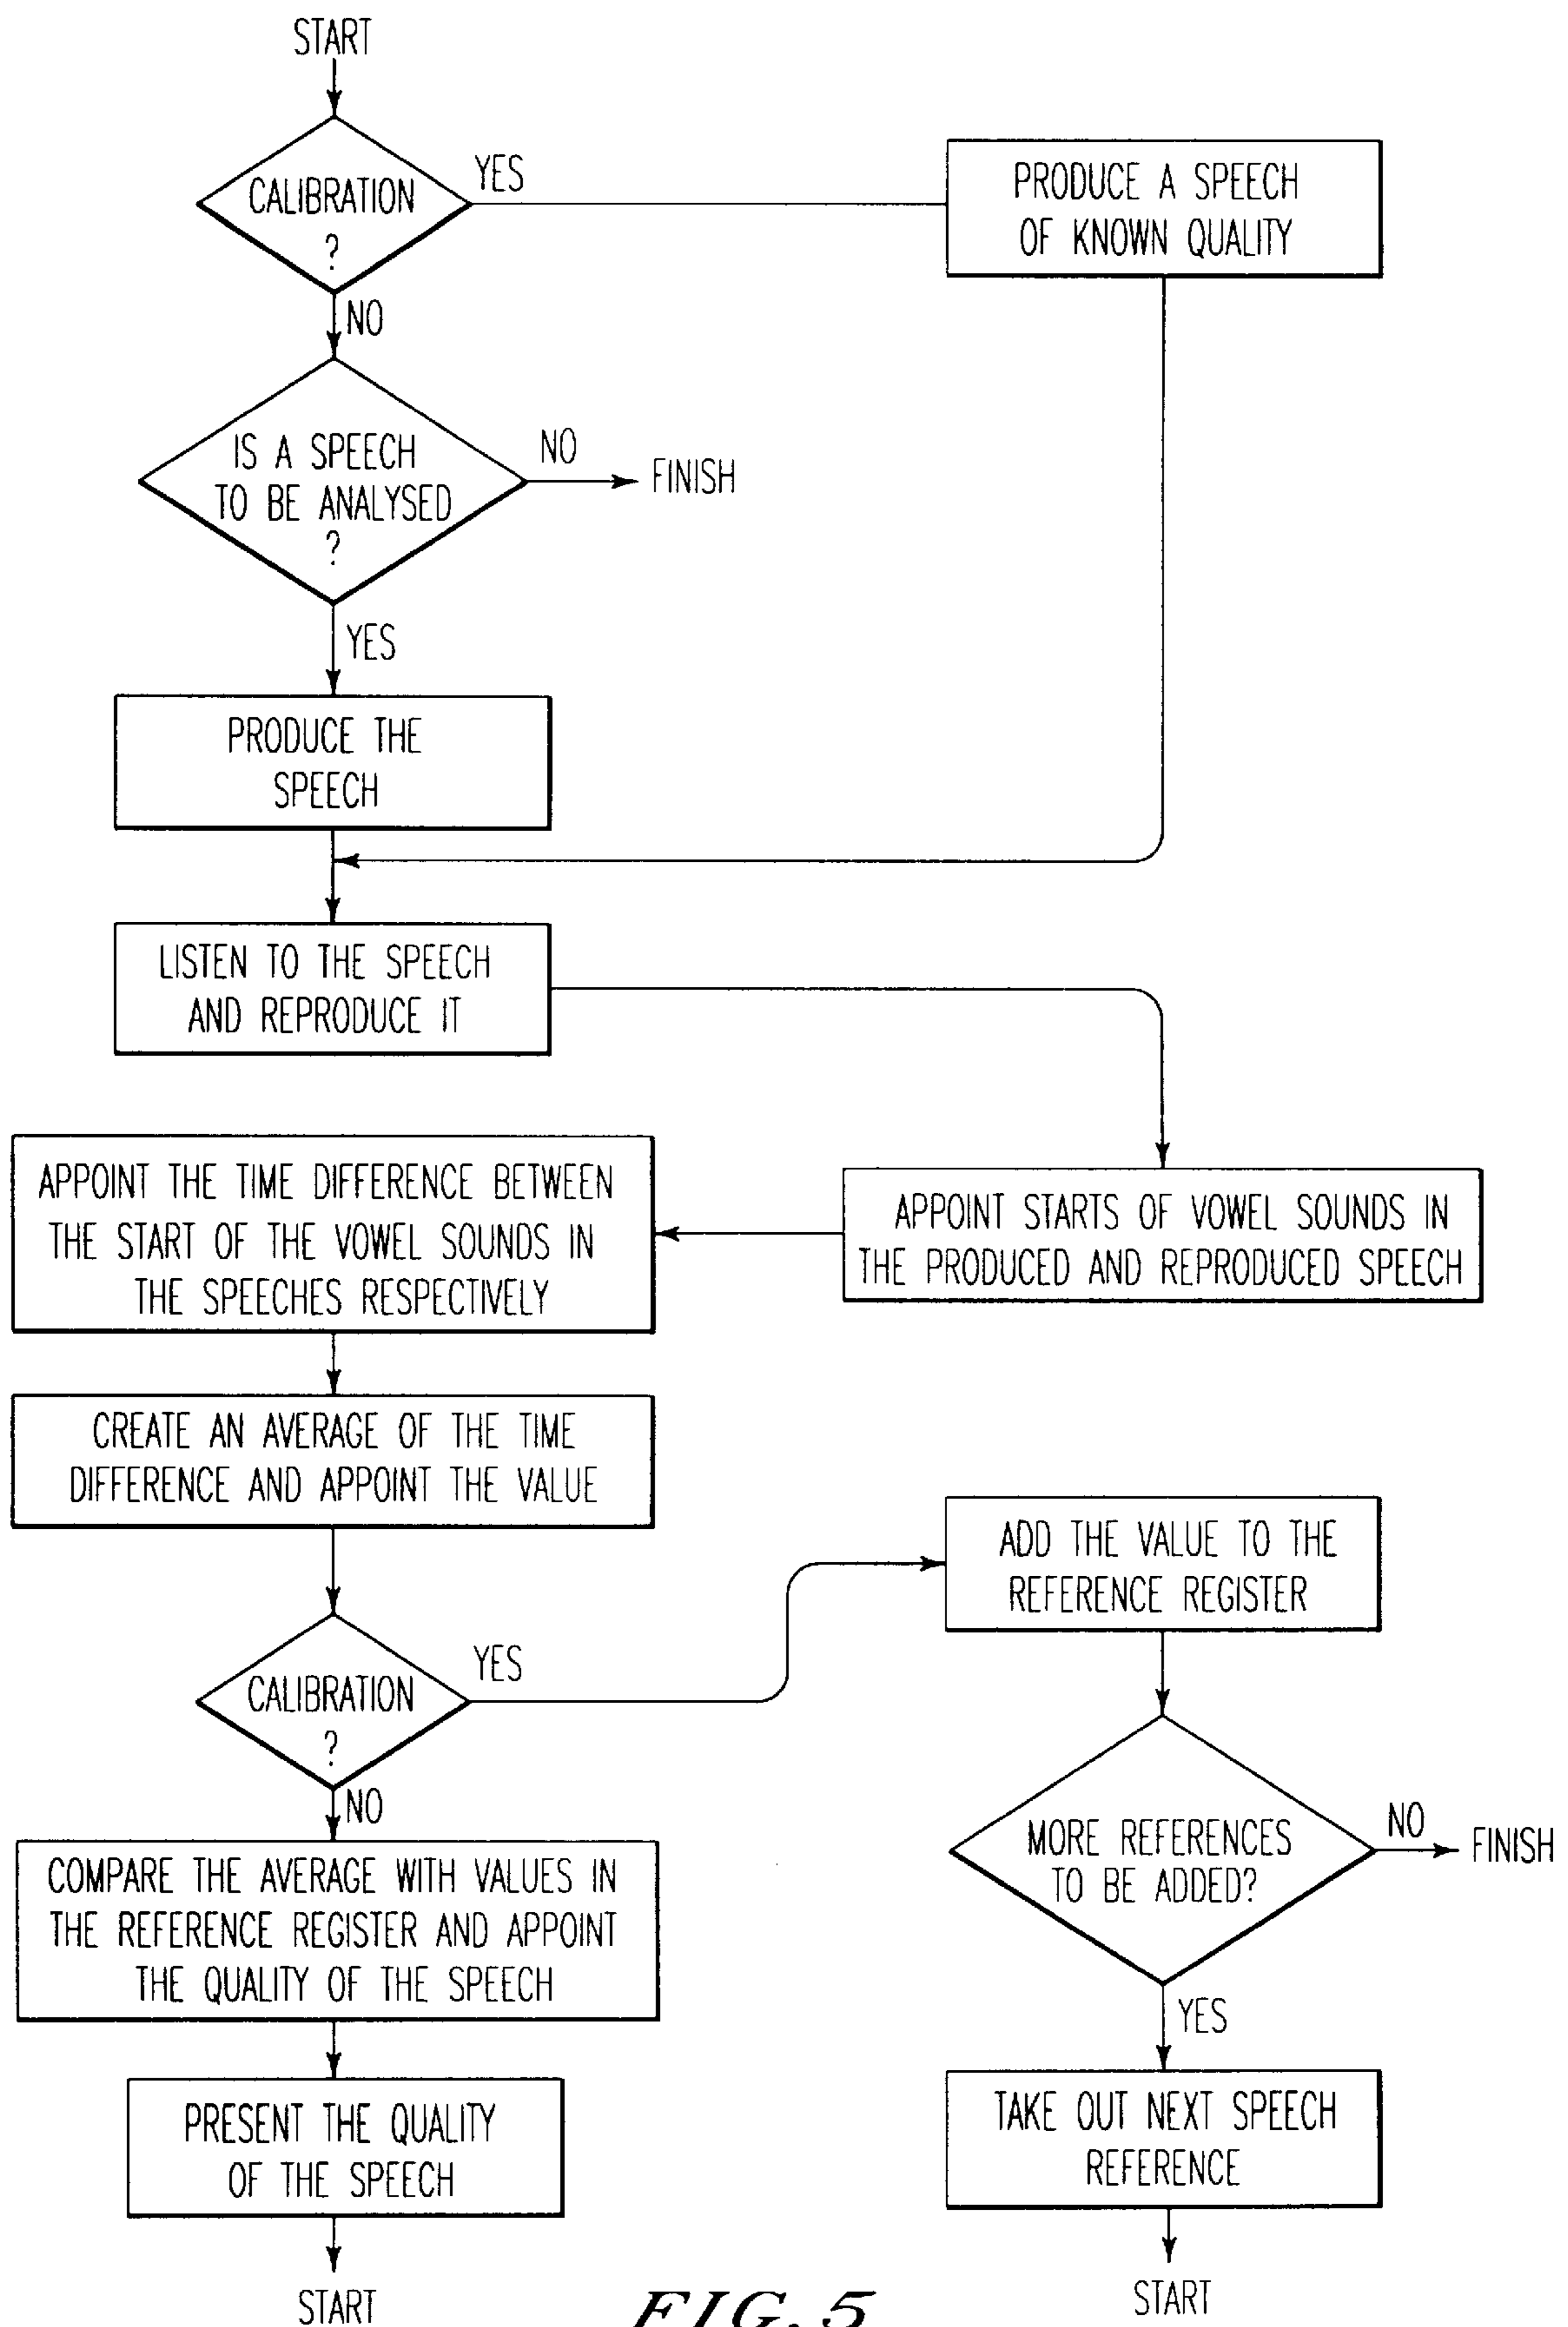 START
CALIBRATION
?
YES
PRODUCE A SPEECH
OF KNOWN QUALITY
NO
IS A SPEECH
TO BE ANALYSED
?
NO
FINISH
YES
PRODUCE THE
SPEECH
LISTEN TO THE SPEECH
AND REPRODUCE IT
APPOINT STARTS OF VOWEL SOUNDS IN
THE PRODUCED AND REPRODUCED SPEECH
APPOINT THE TIME DIFFERENCE BETWEEN
THE START OF THE VOWEL SOUNDS IN
THE SPEECHES RESPECTIVELY
CREATE AN AVERAGE OF THE TIME
DIFFERENCE AND APPOINT THE VALUE
CALIBRATION
?
YES
ADD THE VALUE TO THE
REFERENCE REGISTER
MORE REFERENCES
TO BE ADDED?
NO
FINISH
YES
TAKE OUT NEXT SPEECH
REFERENCE
START
NO
COMPARE THE AVERAGE WITH VALUES IN
THE REFERENCE REGISTER AND APPOINT
THE QUALITY OF THE SPEECH
PRESENT THE QUALITY
OF THE SPEECH
START
FIG. 5